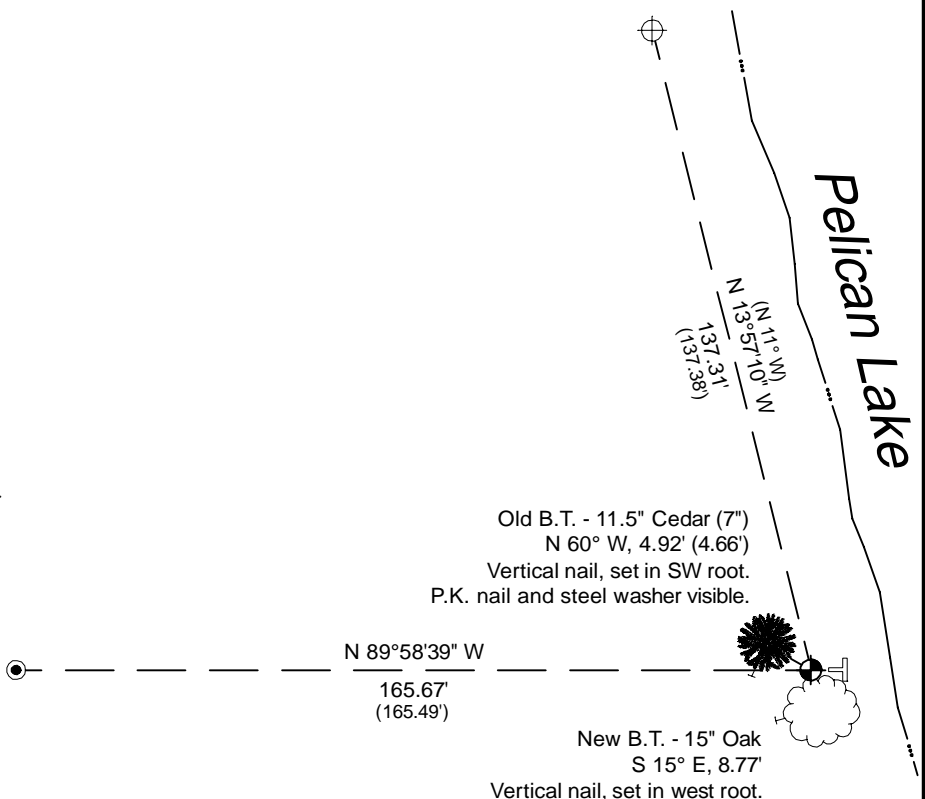 Pelican Lake
(N 11° W)
N 13°57'10" W
137.31'
(137.38')
Old B.T. - 11.5" Cedar (7")
N 60° W, 4.92' (4.66')
Vertical nail, set in SW root.
P.K. nail and steel washer visible.
N 89°58'39" W
165.67'
(165.49')
New B.T. - 15" Oak
S 15° E, 8.77'
Vertical nail, set in west root.